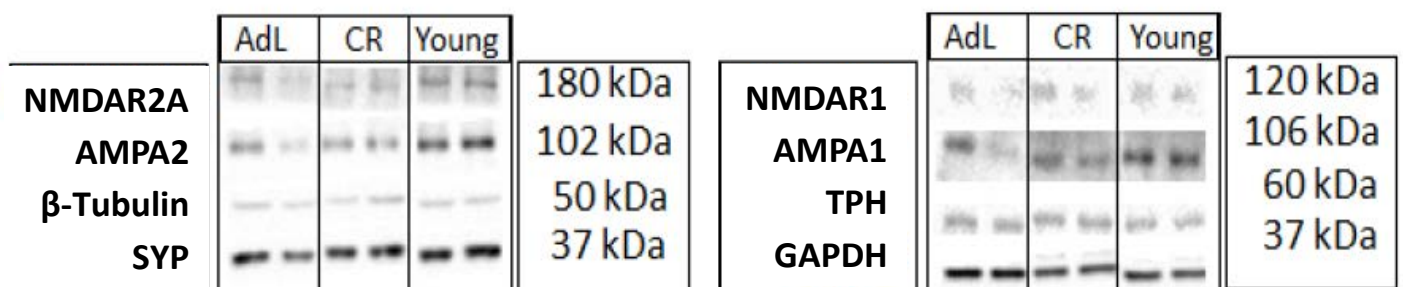 AdL CR Young
NMDAR2A 180 kDa
AMPA2 102 kDa
β-Tubulin 50 kDa
SYP 37 kDa
AdL CR Young
NMDAR1 120 kDa
AMPA1 106 kDa
TPH 60 kDa
GAPDH 37 kDa